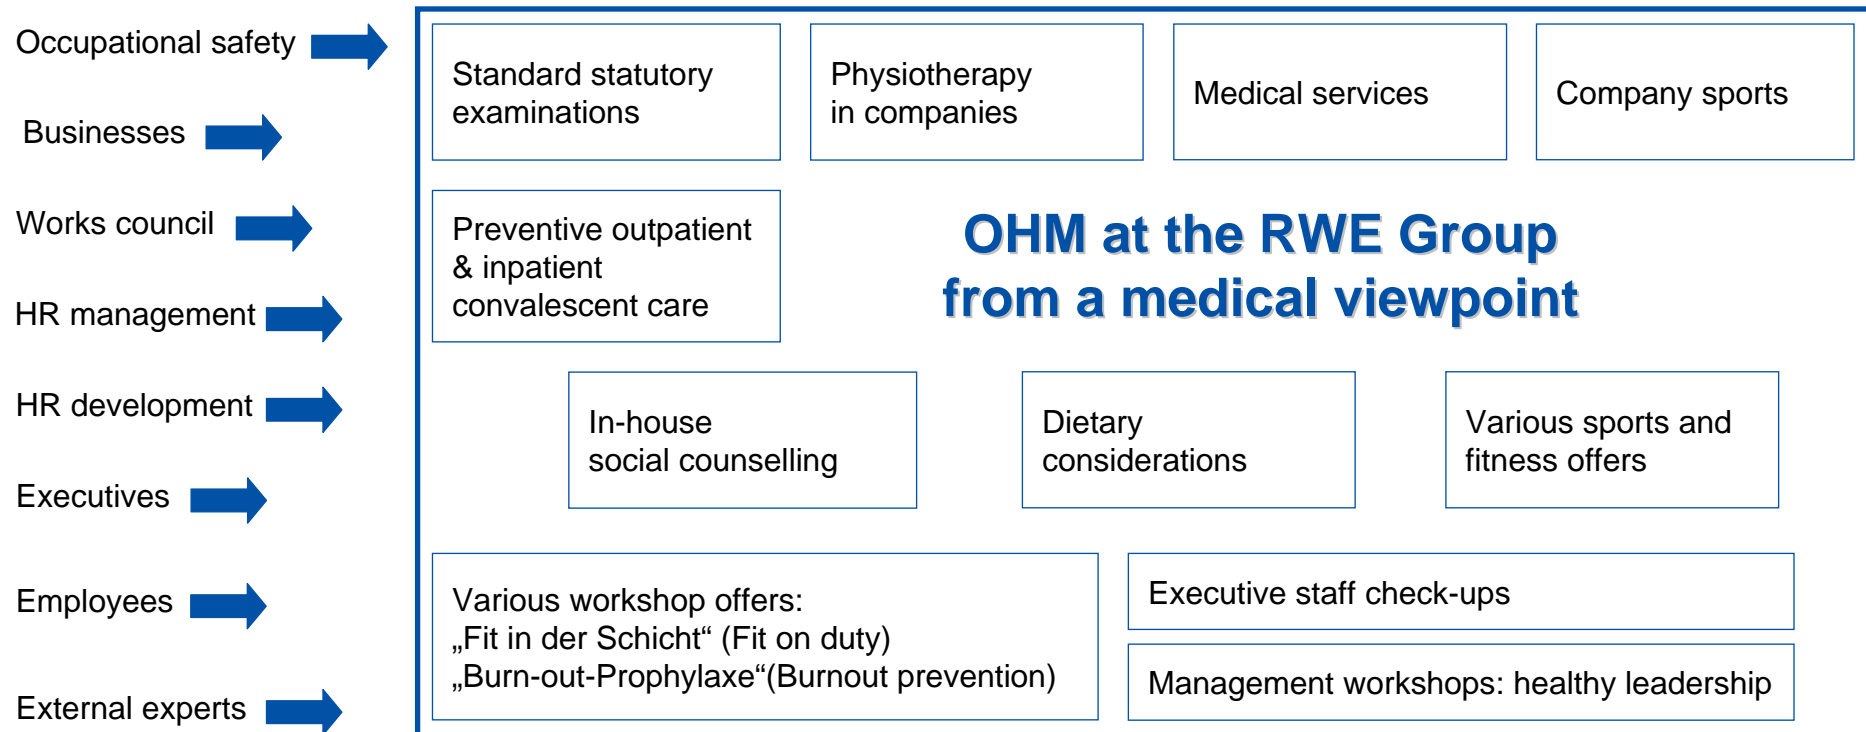 Occupational safety
Businesses
Works council
HR management
HR development
Executives
Employees
External experts
Standard statutory
examinations
Physiotherapy
in companies
Medical services
Company sports
Preventive outpatient
& inpatient
convalescent care
OHM at the RWE Group
from a medical viewpoint
In-house
social counselling
Dietary
considerations
Various sports and
fitness offers
Various workshop offers:
„Fit in der Schicht“ (Fit on duty)
„Burn-out-Prophylaxe“(Burnout prevention)
Executive staff check-ups
Management workshops: healthy leadership